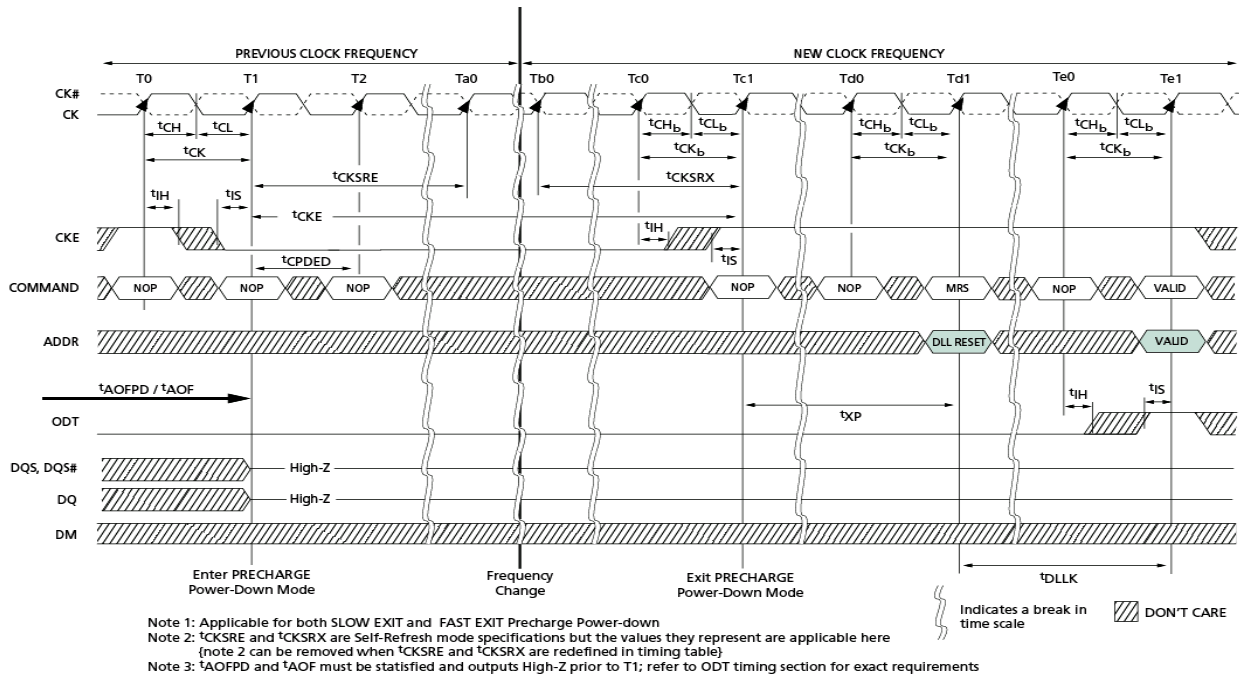 PREVIOUS CLOCK FREQUENCY
NEW CLOCK FREQUENCY
T0 T1 T2 Ta0 Tb0 Tc0 Tc1 Td0 Td1 Te0 Te1
CK#
CK
tCH tCL tCHb tCLb tCHb tCLb tCHb tCLb
tCK tCKb tCKb tCKb
tCKSRE tCKSRX
tIH tIS
tCKE
tIH
CKE
tIS
tCPDED
COMMAND NOP NOP NOP NOP NOP MRS NOP VALID
ADDR DLL RESET VALID
tAOFPD / tAOF
tIH tIS
tXP
ODT
DQS, DQS# High-Z
DQ High-Z
DM
Enter PRECHARGE
Power-Down Mode
Frequency
Change
Exit PRECHARGE
Power-Down Mode
tDLLK
Indicates a break in
time scale
DON'T CARE
Note 1: Applicable for both SLOW EXIT and FAST EXIT Precharge Power-down
Note 2: tCKSRE and tCKSRX are Self-Refresh mode specifications but the values they represent are applicable here
{note 2 can be removed when tCKSRE and tCKSRX are redefined in timing table}
Note 3: tAOFPD and tAOF must be statisfied and outputs High-Z prior to T1; refer to ODT timing section for exact requirements